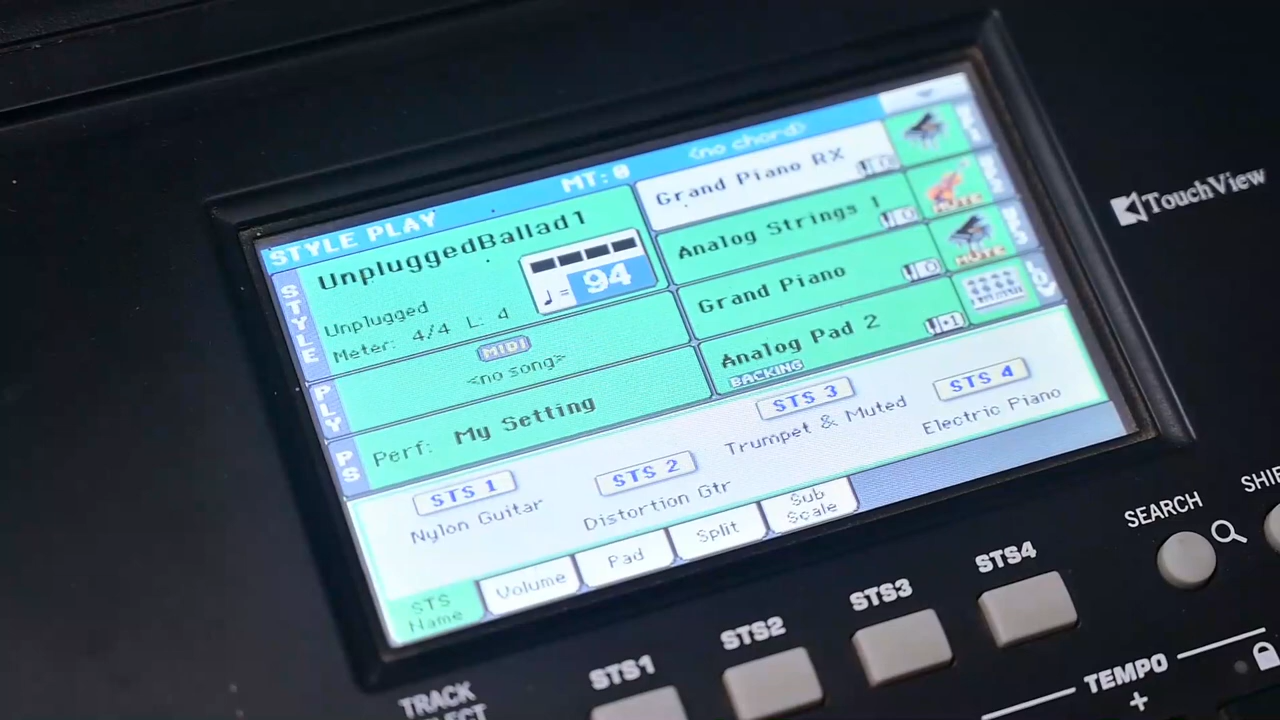 STYLE PLAY
MT: 0
<no chord>
STYLE
UnpluggedBallad1
♩= 94
Unplugged
Meter: 4/4 L: 4
PLY
MIDI
<no song>
PS
Perf: My Setting
Grand Piano RX
Analog Strings 1
MUTE
Grand Piano
MUTE
Analog Pad 2
BACKING
STS 1
Nylon Guitar
STS 2
Distortion Gtr
STS 3
Trumpet & Muted
STS 4
Electric Piano
STS Name
Volume
Pad
Split
Sub Scale
TouchView
SEARCH
STS1
STS2
STS3
STS4
TEMPO
+
TRACK